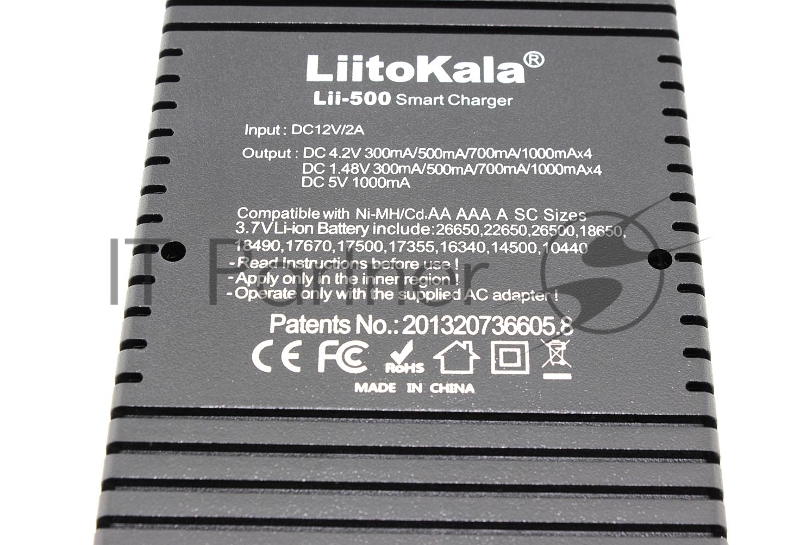 LiitoKala®
Lii-500 Smart Charger
Input : DC12V/2A
Output : DC 4.2V 300mA/500mA/700mA/1000mAx4
DC 1.48V 300mA/500mA/700mA/1000mAx4
DC 5V 1000mA
Compatible with Ni-MH/Cd.AA AAA A SC Sizes
3.7VLi-ion Battery include: 26650,22650,26500,18650,
18490,17670,17500,17355,16340,14500,10440
- Read Instructions before use !
- Apply only in the inner region !
- Operate only with the supplied AC adapter !
IT Partner
Patents No.: 201320736605.8
CE FC RoHS
MADE IN CHINA